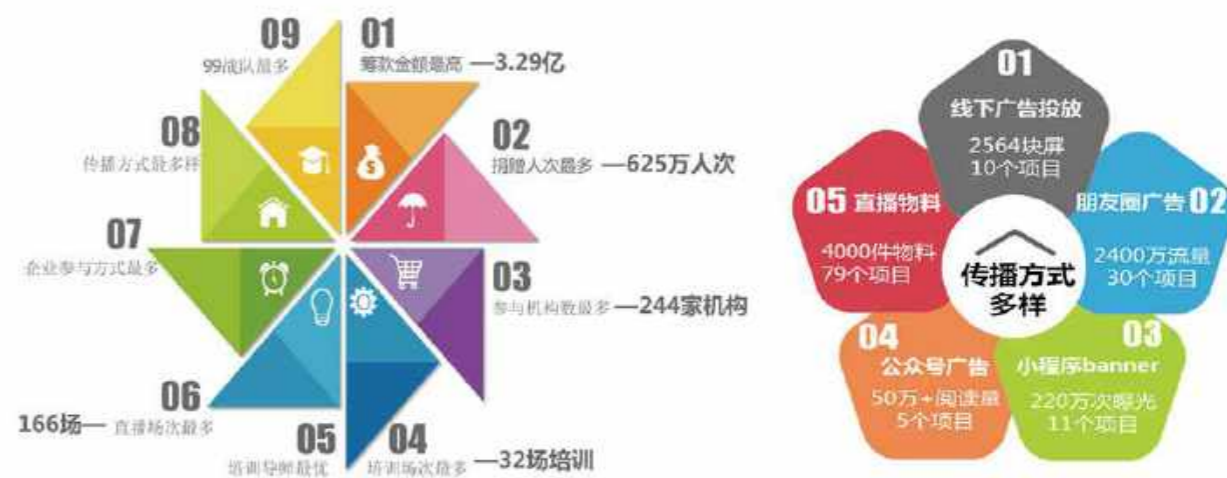 01
筹款金额最高 —3.29亿
02
捐赠人次最多 —625万人次
03
参与机构数最多 —244家机构
04
培训场次最多 —32场培训
05
培训导师最优
06
166场— 直播场次最多
07
企业参与方式最多
08
传播方式最多样
09
99战队最多
传播方式
多样
01
线下广告投放
2564块屏
10个项目
朋友圈广告 02
2400万流量
30个项目
03
小程序banner
220万次曝光
11个项目
04
公众号广告
50万+阅读量
5个项目
05 直播物料
4000件物料
79个项目